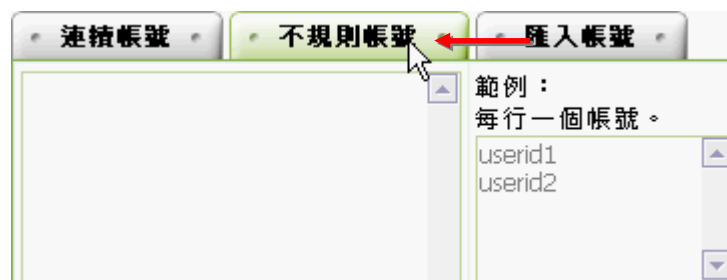 連續帳號 不規則帳號 匯入帳號
範例：
每行一個帳號。
userid1
userid2